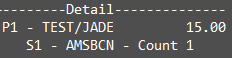 ---------Detail--------------
P1 - TEST/JADE        15.00
   S1 - AMSBCN - Count 1